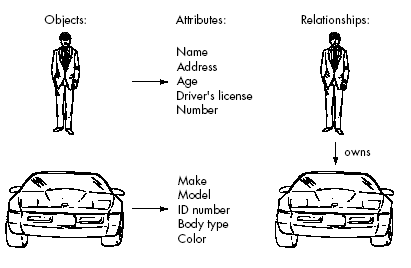 Objects:
Attributes:
Relationships:
Name
Address
Age
Driver's license
Number
owns
Make
Model
ID number
Body type
Color